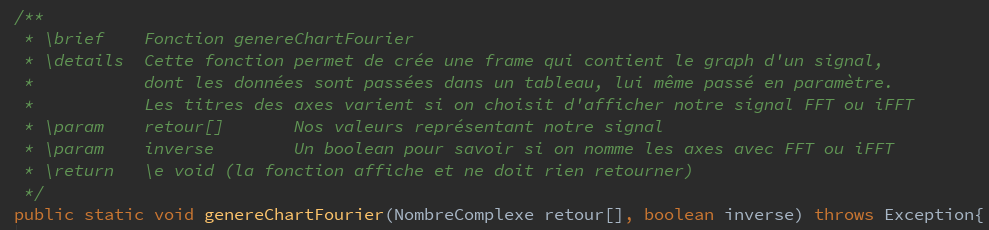 /**
* \brief Fonction genereChartFourier
* \details Cette fonction permet de crée une frame qui contient le graph d'un signal,
* dont les données sont passées dans un tableau, lui même passé en paramètre.
* Les titres des axes varient si on choisit d'afficher notre signal FFT ou iFFT
* \param retour[] Nos valeurs représentant notre signal
* \param inverse Un boolean pour savoir si on nomme les axes avec FFT ou iFFT
* \return \e void (la fonction affiche et ne doit rien retourner)
*/
public static void genereChartFourier(NombreComplexe retour[], boolean inverse) throws Exception{